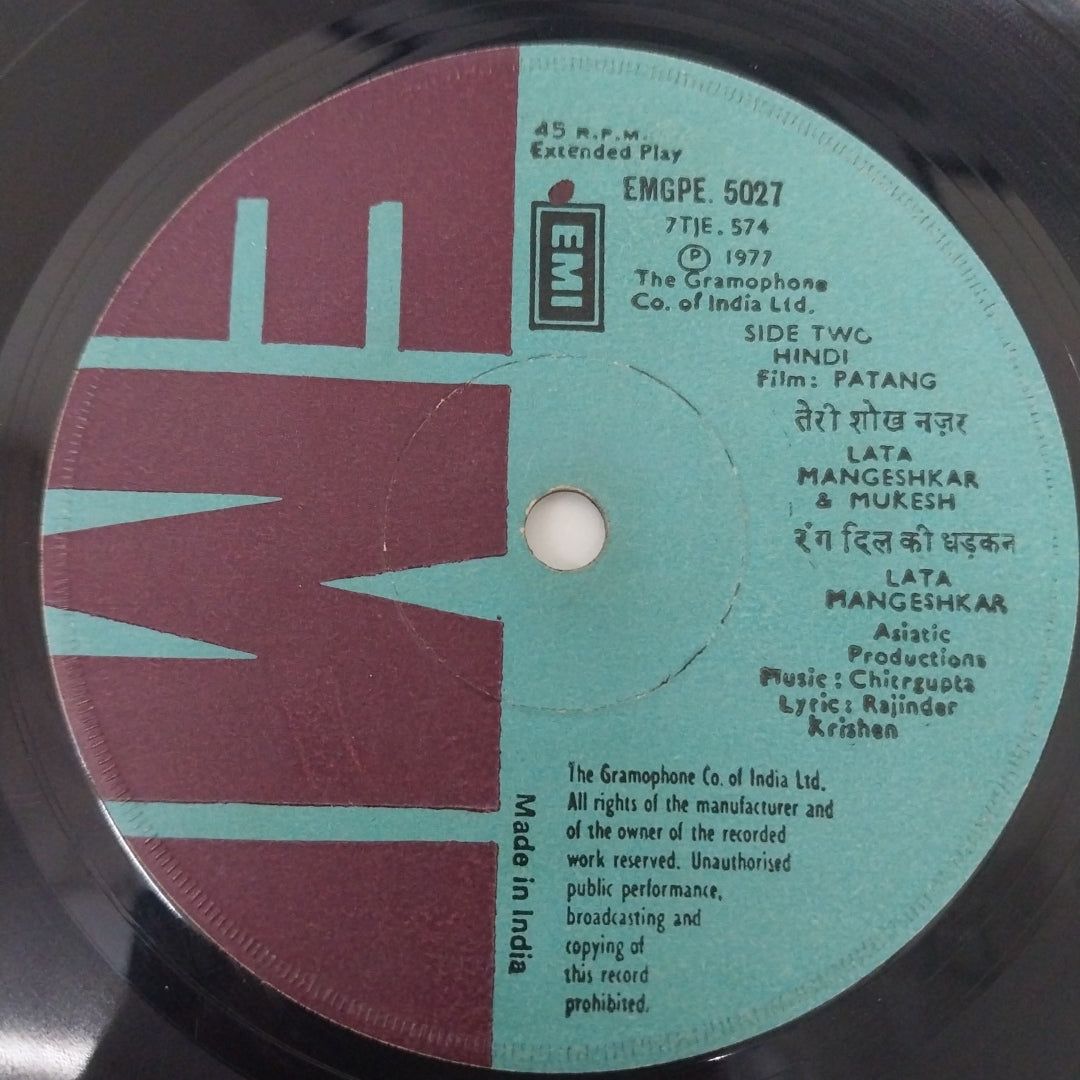 45 R.P.M.
Extended Play
EMGPE. 5027
7TJE. 574
Ⓟ 1977
The Gramophone
Co. of India Ltd.
EMI
EMI
SIDE TWO
HINDI
Film: PATANG
तेरी शोख नज़र
LATA
MANGESHKAR
& MUKESH
रंग दिल की धड़कन
LATA
MANGESHKAR
Asiatic
Productions
Music : Chitrgupta
Lyric : Rajinder
Krishen
The Gramophone Co. of India Ltd.
All rights of the manufacturer and
of the owner of the recorded
work reserved. Unauthorised
public performance,
broadcasting and
copying of
this record
prohibited.
Made in India